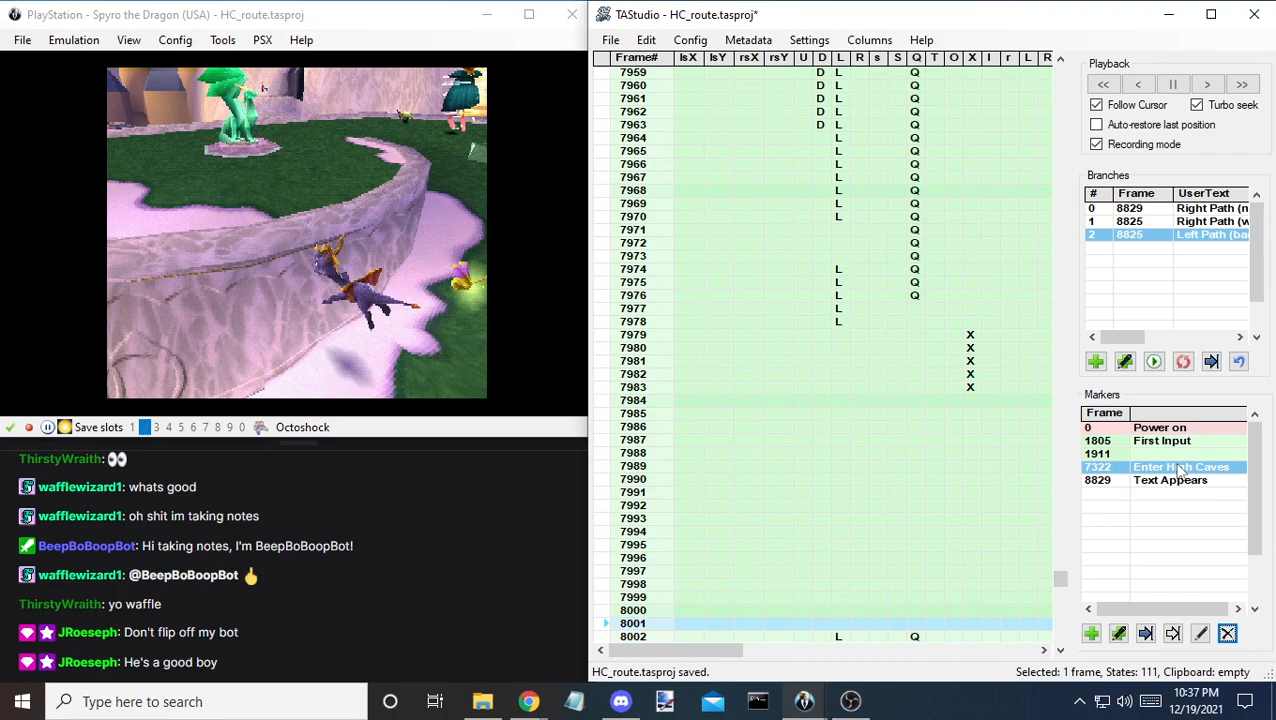 PlayStation - Spyro the Dragon (USA) - HC_route.tasproj
File Emulation View Config Tools PSX Help
Save slots 1 2 3 4 5 6 7 8 9 0 Octoshock
ThirstyWraith: 👀
wafflewizard1: whats good
wafflewizard1: oh shit im taking notes
BeepBoBoopBot: Hi taking notes, I'm BeepBoBoopBot!
wafflewizard1: @BeepBoBoopBot 🖕
ThirstyWraith: yo waffle
JRoeseph: Don't flip off my bot
JRoeseph: He's a good boy
TAStudio - HC_route.tasproj*
File Edit Config Metadata Settings Columns Help
Frame# lsX lsY rsX rsY U D L R s S Q T O X l r L R
7959 D L Q
7960 D L Q
7961 D L Q
7962 D L Q
7963 D L Q
7964 L Q
7965 L Q
7966 L Q
7967 L Q
7968 L Q
7969 L Q
7970 L Q
7971 Q
7972 Q
7973 Q
7974 L Q
7975 L Q
7976 L Q
7977 L
7978 L
7979 X
7980 X
7981 X
7982 X
7983 X
7984
7985
7986
7987
7988
7989
7990
7991
7992
7993
7994
7995
7996
7997
7998
7999
8000
8001
8002 L Q
HC_route.tasproj saved.
Selected: 1 frame, States: 111, Clipboard: empty
Playback
<< < || > >>
Follow Cursor Turbo seek
Auto-restore last position
Recording mode
Branches
# Frame UserText
0 8829 Right Path (n
1 8825 Right Path (w
2 8825 Left Path (ba
Markers
Frame
0 Power on
1805 First Input
1911
7322 Enter High Caves
8829 Text Appears
Type here to search
10:37 PM
12/19/2021